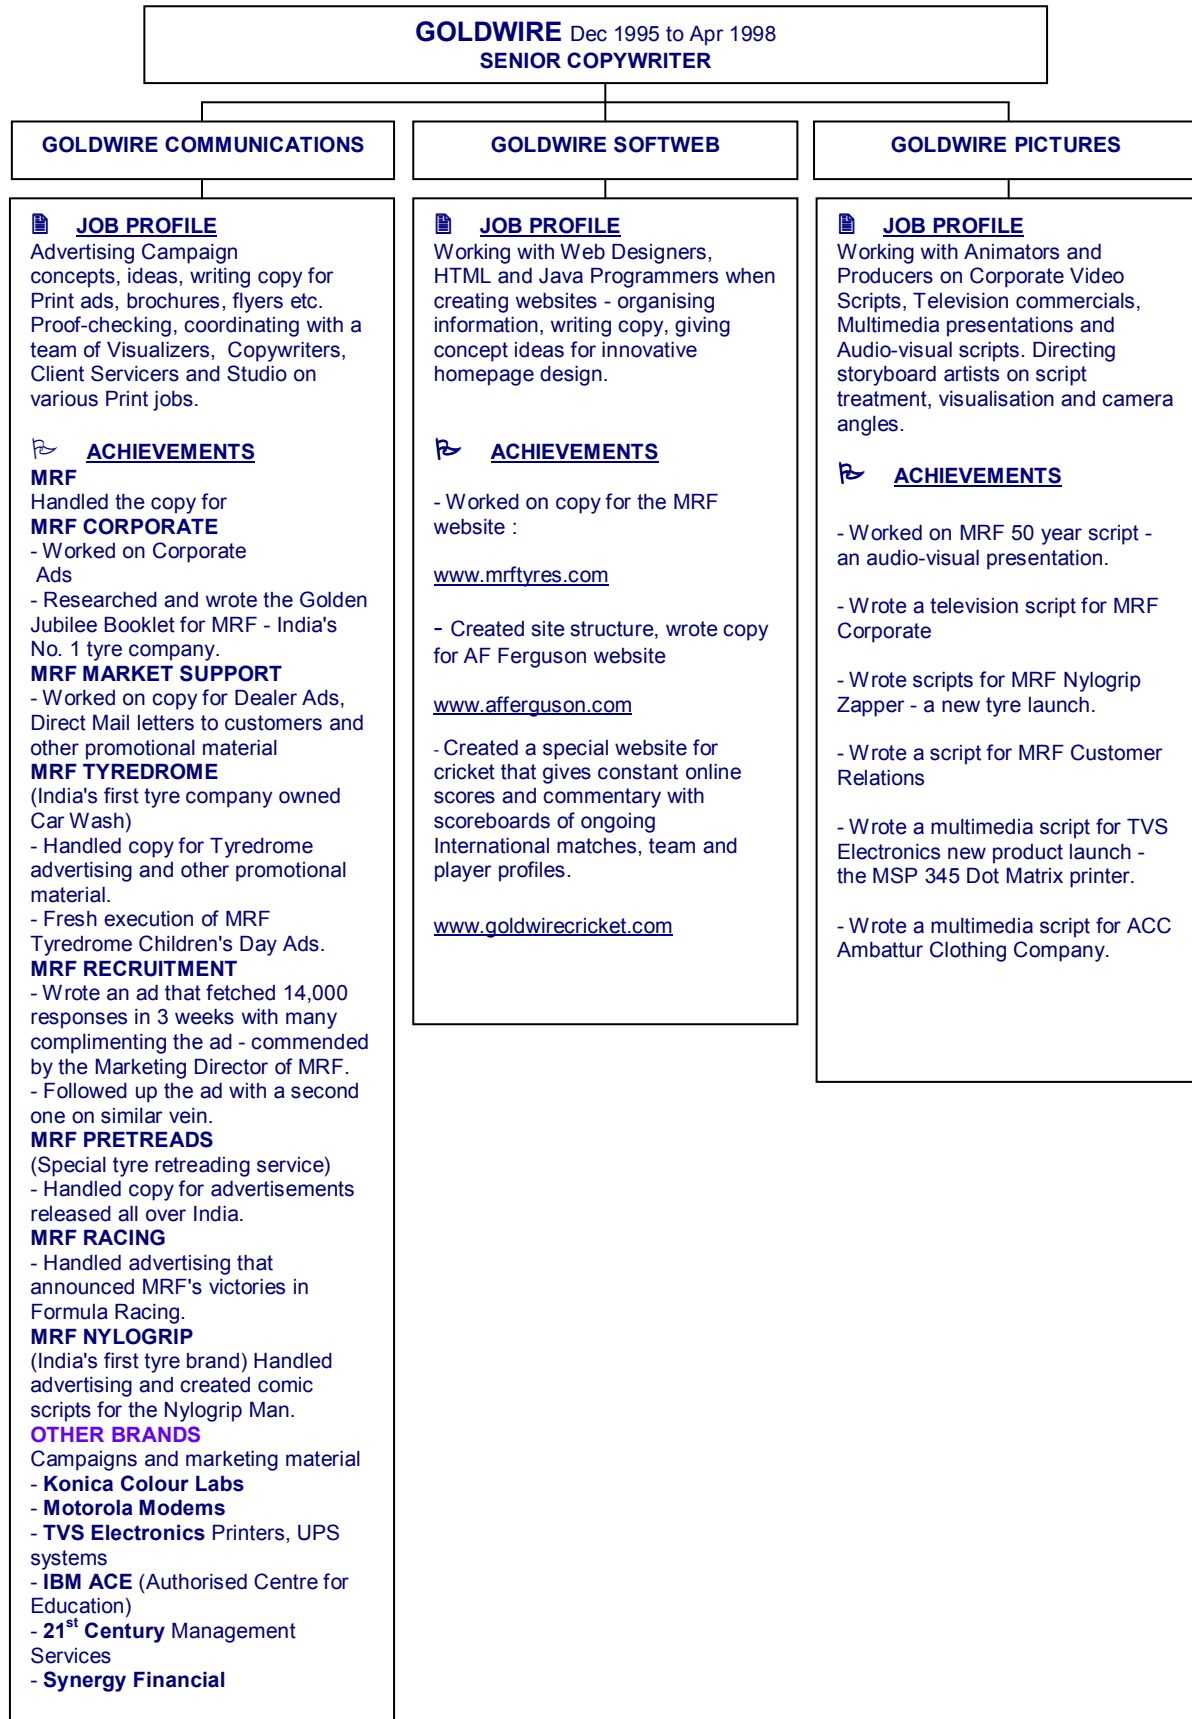 GOLDWIRE Dec 1995 to Apr 1998
SENIOR COPYWRITER
GOLDWIRE COMMUNICATIONS
JOB PROFILE
Advertising Campaign
concepts, ideas, writing copy for
Print ads, brochures, flyers etc.
Proof-checking, coordinating with a
team of Visualizers, Copywriters,
Client Servicers and Studio on
various Print jobs.
ACHIEVEMENTS
MRF
Handled the copy for
MRF CORPORATE
- Worked on Corporate
Ads
- Researched and wrote the Golden
Jubilee Booklet for MRF - India's
No. 1 tyre company.
MRF MARKET SUPPORT
- Worked on copy for Dealer Ads,
Direct Mail letters to customers and
other promotional material
MRF TYREDROME
(India's first tyre company owned
Car Wash)
- Handled copy for Tyredrome
advertising and other promotional
material.
- Fresh execution of MRF
Tyredrome Children's Day Ads.
MRF RECRUITMENT
- Wrote an ad that fetched 14,000
responses in 3 weeks with many
complimenting the ad - commended
by the Marketing Director of MRF.
- Followed up the ad with a second
one on similar vein.
MRF PRETREADS
(Special tyre retreading service)
- Handled copy for advertisements
released all over India.
MRF RACING
- Handled advertising that
announced MRF's victories in
Formula Racing.
MRF NYLOGRIP
(India's first tyre brand) Handled
advertising and created comic
scripts for the Nylogrip Man.
OTHER BRANDS
Campaigns and marketing material
- Konica Colour Labs
- Motorola Modems
- TVS Electronics Printers, UPS
systems
- IBM ACE (Authorised Centre for
Education)
- 21st Century Management
Services
- Synergy Financial
GOLDWIRE SOFTWEB
JOB PROFILE
Working with Web Designers,
HTML and Java Programmers when
creating websites - organising
information, writing copy, giving
concept ideas for innovative
homepage design.
ACHIEVEMENTS
- Worked on copy for the MRF
website :
www.mrftyres.com
- Created site structure, wrote copy
for AF Ferguson website
www.afferguson.com
- Created a special website for
cricket that gives constant online
scores and commentary with
scoreboards of ongoing
International matches, team and
player profiles.
www.goldwirecricket.com
GOLDWIRE PICTURES
JOB PROFILE
Working with Animators and
Producers on Corporate Video
Scripts, Television commercials,
Multimedia presentations and
Audio-visual scripts. Directing
storyboard artists on script
treatment, visualisation and camera
angles.
ACHIEVEMENTS
- Worked on MRF 50 year script -
an audio-visual presentation.
- Wrote a television script for MRF
Corporate
- Wrote scripts for MRF Nylogrip
Zapper - a new tyre launch.
- Wrote a script for MRF Customer
Relations
- Wrote a multimedia script for TVS
Electronics new product launch -
the MSP 345 Dot Matrix printer.
- Wrote a multimedia script for ACC
Ambattur Clothing Company.